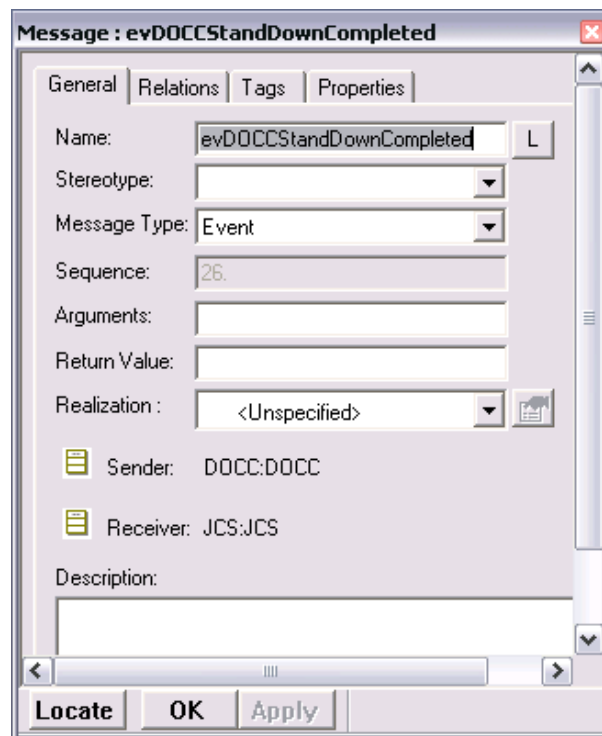 Message : evDOCCStandDownCompleted
General Relations Tags Properties
Name: evDOCCStandDownCompleted L
Stereotype:
Message Type: Event
Sequence: 26.
Arguments:
Return Value:
Realization : <Unspecified>
Sender: DOCC:DOCC
Receiver: JCS:JCS
Description:
Locate OK Apply